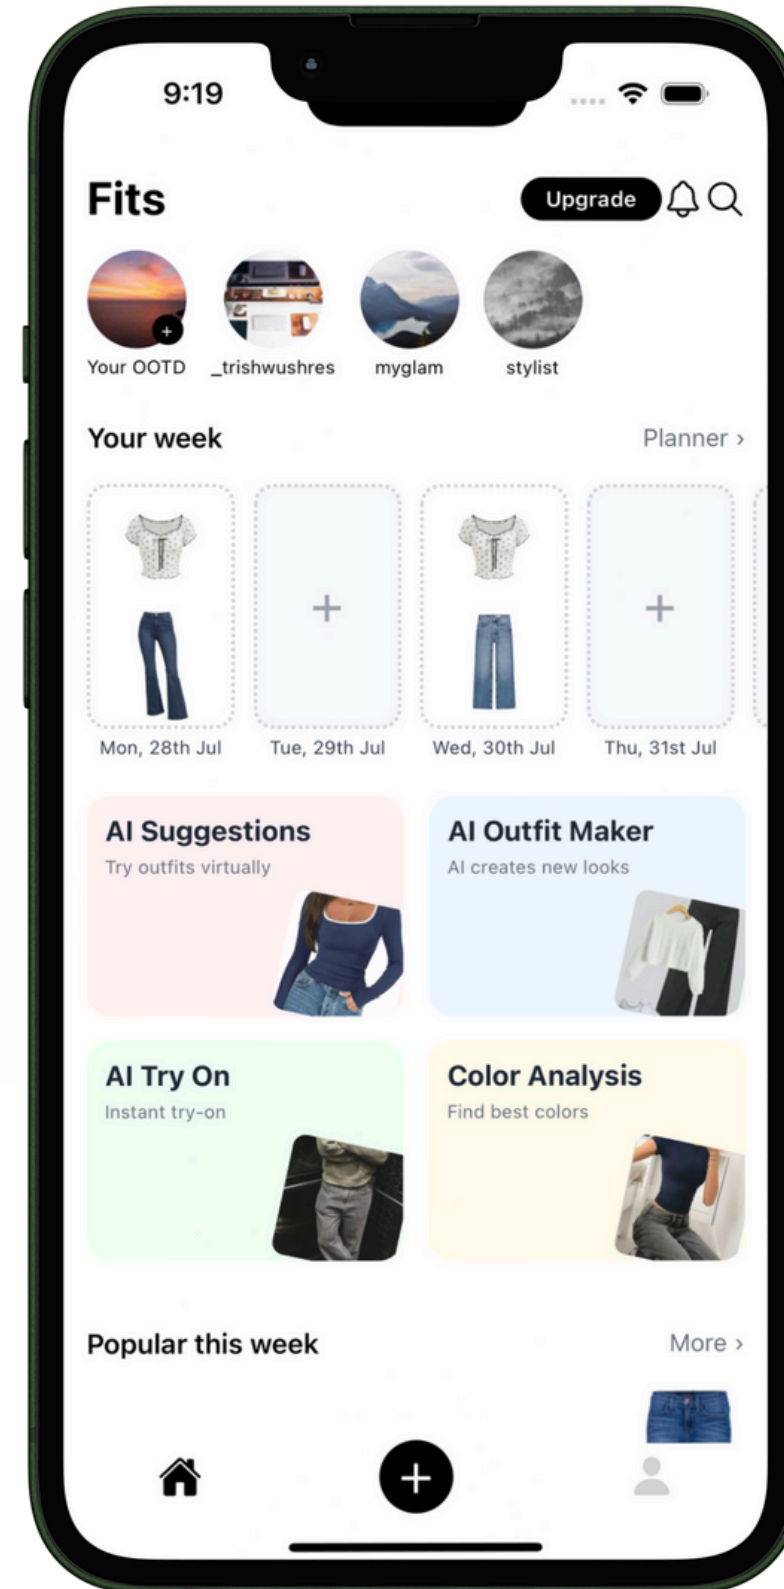 9:19
Fits
Upgrade
Your OOTD
_trishwushres
myglam
stylist
Your week
Planner ›
Mon, 28th Jul
Tue, 29th Jul
Wed, 30th Jul
Thu, 31st Jul
AI Suggestions
Try outfits virtually
AI Outfit Maker
AI creates new looks
AI Try On
Instant try-on
Color Analysis
Find best colors
Popular this week
More ›